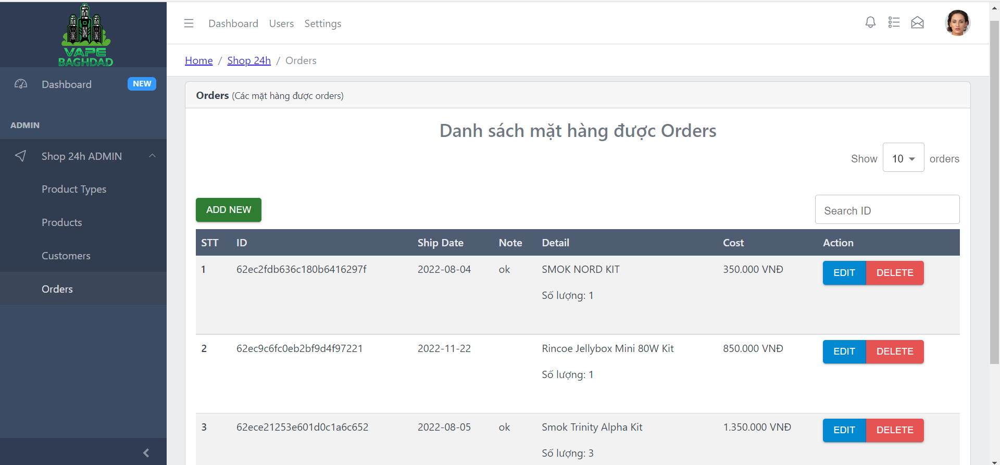 VAPE
BAGHDAD
Dashboard NEW
ADMIN
Shop 24h ADMIN
Product Types
Products
Customers
Orders
Dashboard Users Settings
Home / Shop 24h / Orders
Orders (Các mặt hàng được orders)
Danh sách mặt hàng được Orders
Show 10 orders
ADD NEW
Search ID
STT ID Ship Date Note Detail Cost Action
1 62ec2fdb636c180b6416297f 2022-08-04 ok SMOK NORD KIT 350.000 VNĐ EDIT DELETE
Số lượng: 1
2 62ec9c6fc0eb2bf9d4f97221 2022-11-22 Rincoe Jellybox Mini 80W Kit 850.000 VNĐ EDIT DELETE
Số lượng: 1
3 62ece21253e601d0c1a6c652 2022-08-05 ok Smok Trinity Alpha Kit 1.350.000 VNĐ EDIT DELETE
Số lượng: 3